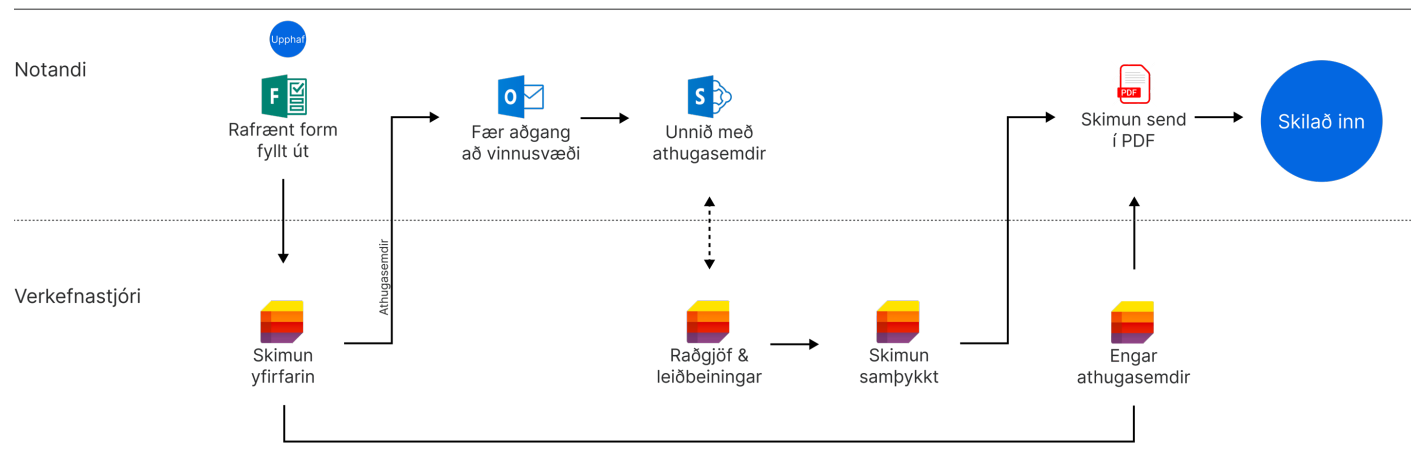 Upphaf
Notandi
F
Rafrænt form
fyllt út
O
Fær aðgang
að vinnusvæði
S
Unnið með
athugasemdir
PDF
Skimun send
í PDF
Skilað inn
Athugasemdir
Verkefnastjóri
Skimun
yfirfarin
Raðgjöf &
leiðbeiningar
Skimun
samþykkt
Engar
athugasemdir